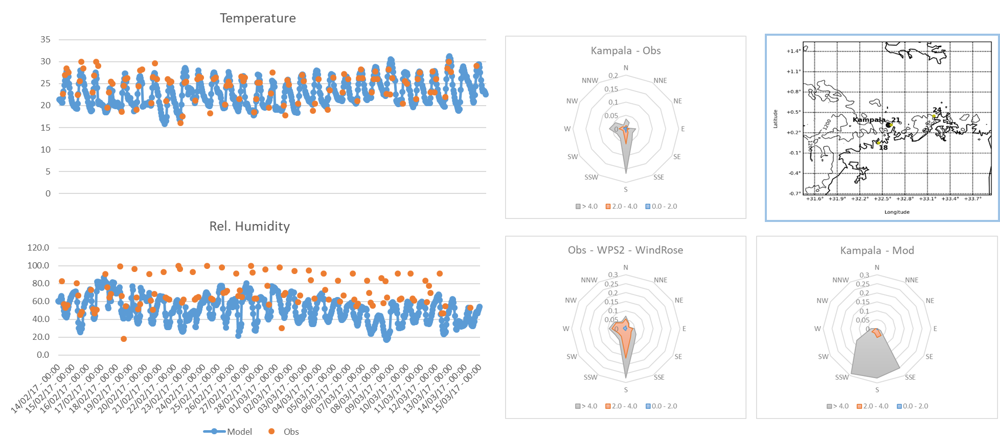 Temperature
35
30
25
20
15
10
5
0
Rel. Humidity
120.0
100.0
80.0
60.0
40.0
20.0
0.0
14/02/17 - 00:00
15/02/17 - 00:00
16/02/17 - 00:00
17/02/17 - 00:00
18/02/17 - 00:00
19/02/17 - 00:00
20/02/17 - 00:00
21/02/17 - 00:00
22/02/17 - 00:00
23/02/17 - 00:00
24/02/17 - 00:00
25/02/17 - 00:00
26/02/17 - 00:00
27/02/17 - 00:00
28/02/17 - 00:00
01/03/17 - 00:00
02/03/17 - 00:00
03/03/17 - 00:00
04/03/17 - 00:00
05/03/17 - 00:00
06/03/17 - 00:00
07/03/17 - 00:00
08/03/17 - 00:00
09/03/17 - 00:00
10/03/17 - 00:00
11/03/17 - 00:00
12/03/17 - 00:00
13/03/17 - 00:00
14/03/17 - 00:00
15/03/17 - 00:00
Model Obs
Kampala - Obs
N
NNW NNE
0.2
0.15
NW NE
0.1
0.05
W 0 E
SW SE
SSW SSE
S
> 4.0 2.0 - 4.0 0.0 - 2.0
+1.4°
+1.1°
+0.8°
+0.5°
+0.2°
-0.1°
-0.4°
-0.7°
Latitude
1200
1200
24
Kampala 21
18
+31.6° +31.9° +32.2° +32.5° +32.8° +33.1° +33.4° +33.7°
Longitude
Obs - WPS2 - WindRose
N
0.3
NNW NNE
0.25
0.2
NW NE
0.15
0.1
0.05
W 0 E
SW SE
SSW SSE
S
> 4.0 2.0 - 4.0 0.0 - 2.0
Kampala - Mod
N
0.3
NNW NNE
0.25
0.2
NW NE
0.15
0.1
0.05
W 0 E
SW SE
SSW SSE
S
> 4.0 2.0 - 4.0 0.0 - 2.0